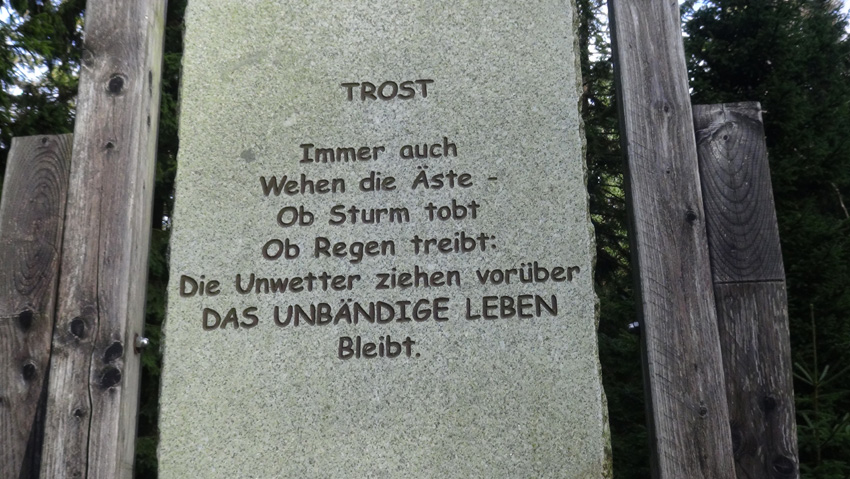 TROST
Immer auch
Wehen die Äste -
Ob Sturm tobt
Ob Regen treibt:
Die Unwetter ziehen vorüber
DAS UNBÄNDIGE LEBEN
Bleibt.